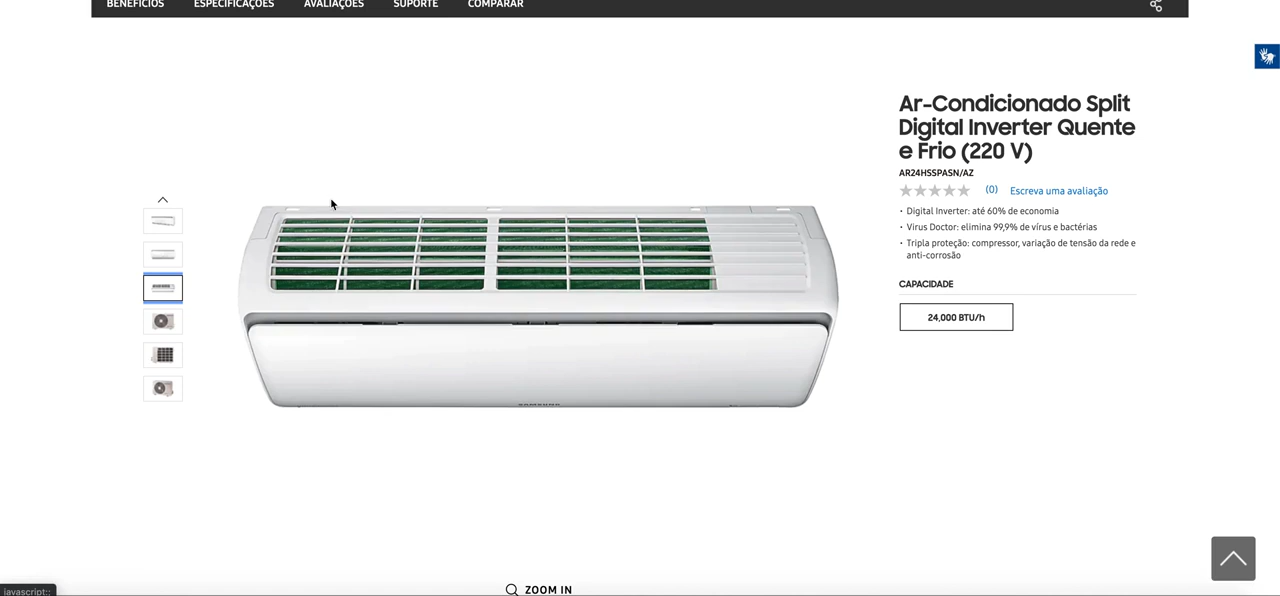 BENEFÍCIOS
ESPECIFICAÇÕES
AVALIAÇÕES
SUPORTE
COMPARAR
Ar-Condicionado Split
Digital Inverter Quente
e Frio (220 V)
AR24HSSPASN/AZ
(0) Escreva uma avaliação
· Digital Inverter: até 60% de economia
· Virus Doctor: elimina 99,9% de vírus e bactérias
· Tripla proteção: compressor, variação de tensão da rede e
anti-corrosão
CAPACIDADE
24,000 BTU/h
SAMSUNG
ZOOM IN
javascript:;